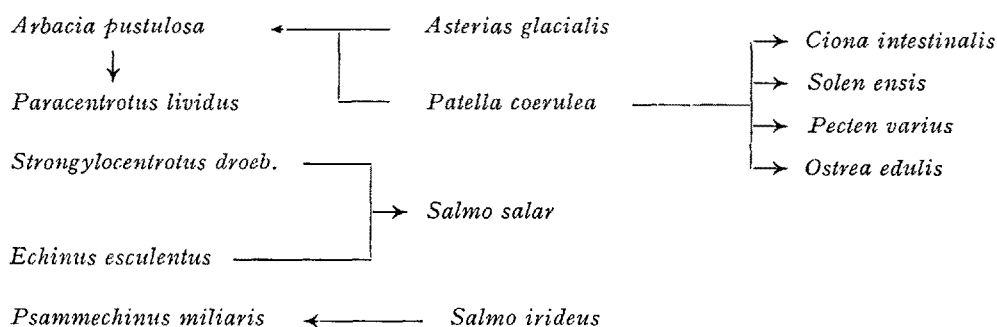 Arbacia pustulosa
Asterias glacialis
Ciona intestinalis
Solen ensis
Paracentrotus lividus
Patella coerulea
Pecten varius
Strongylocentrotus droeb.
Ostrea edulis
Salmo salar
Echinus esculentus
Psammechinus miliaris
Salmo irideus